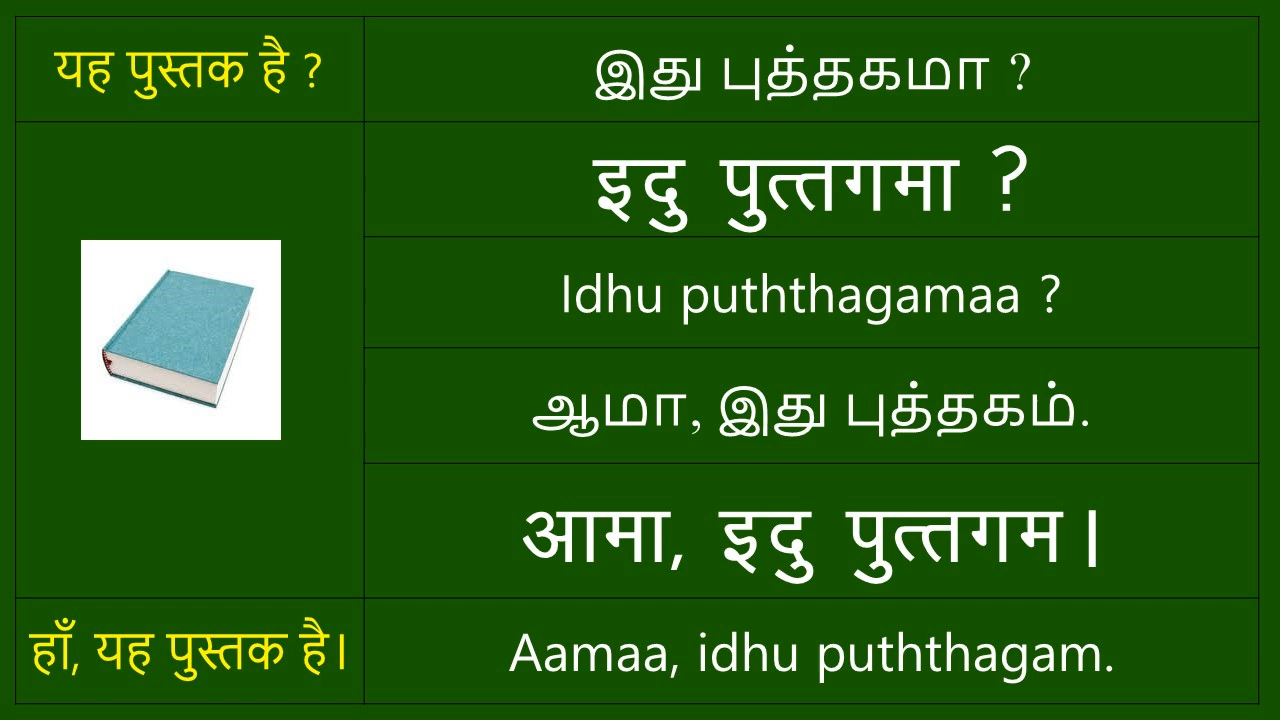 यह पुस्तक है ?
இது புத்தகமா ?
इदु पुत्तगमा ?
Idhu puththagamaa ?
ஆமா, இது புத்தகம்.
आमा, इदु पुत्तगम।
हाँ, यह पुस्तक है।
Aamaa, idhu puththagam.